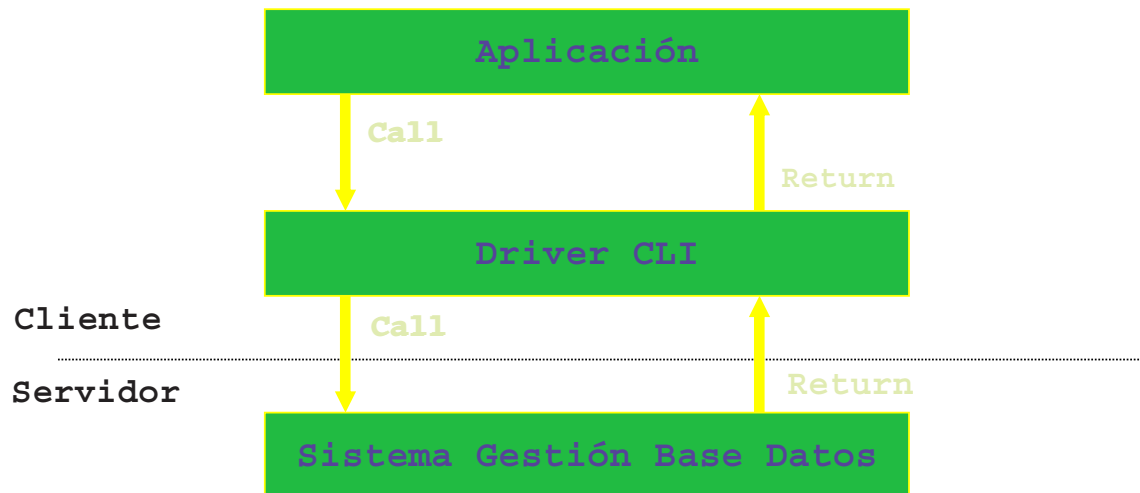 Aplicación
Call
Return
Driver CLI
Cliente
Call
Servidor
Return
Sistema Gestión Base Datos